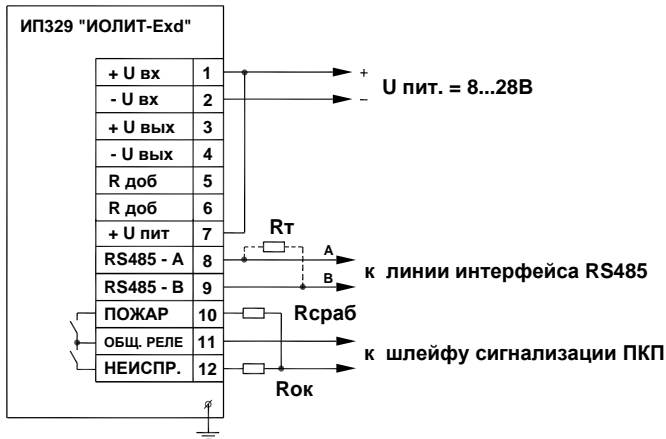 ИП329 "ИОЛИТ-Exd"
+ U вх 1
- U вх 2
+ U вых 3
- U вых 4
R доб 5
R доб 6
+ U пит 7
RS485 - A 8
RS485 - B 9
ПОЖАР 10
ОБЩ. РЕЛЕ 11
НЕИСПР. 12
+
–
U пит. = 8...28В
Rт
А
В
к линии интерфейса RS485
Rсраб
к шлейфу сигнализации ПКП
Rок